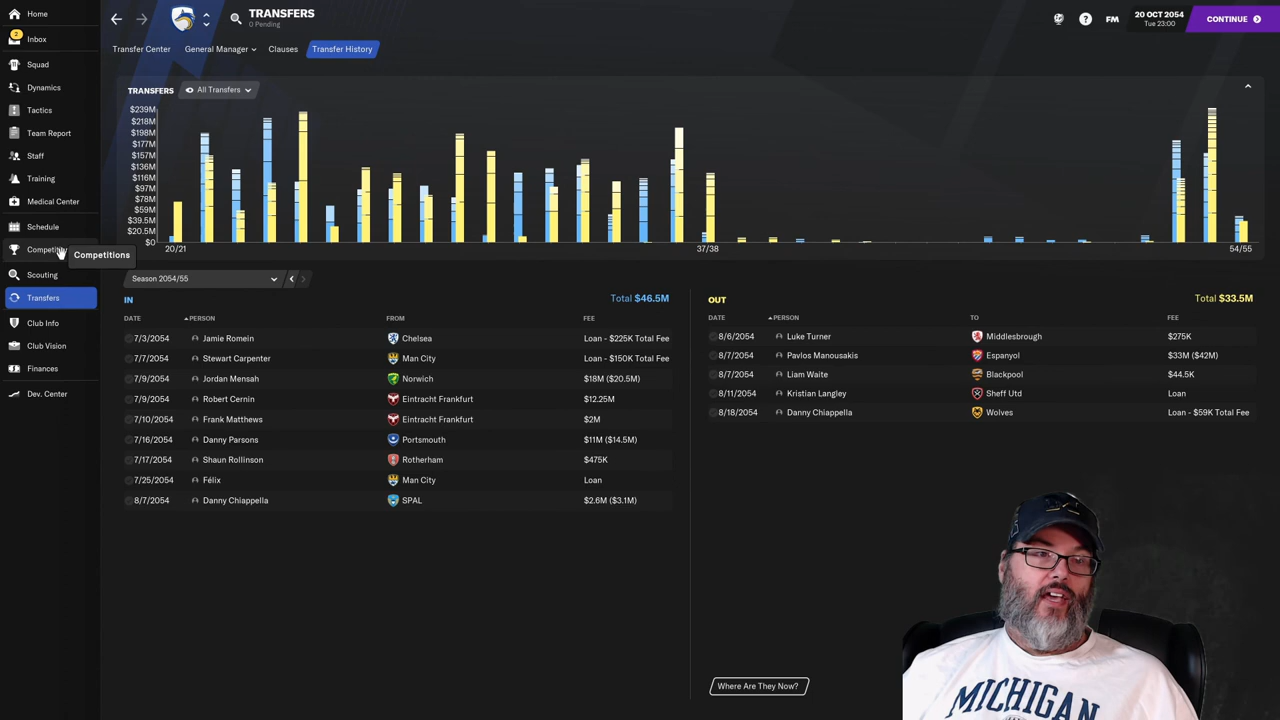 Home
2
Inbox
Squad
Dynamics
Tactics
Team Report
Staff
Training
Medical Center
Schedule
Competitions
Scouting
Transfers
Club Info
Club Vision
Finances
Dev. Center
TRANSFERS
0 Pending
?
FM
20 OCT 2054
Tue 23:00
CONTINUE
Transfer Center
General Manager
Clauses
Transfer History
TRANSFERS
All Transfers
$239M
$218M
$198M
$177M
$157M
$136M
$116M
$97M
$78M
$59M
$39.5M
$20.5M
$0
20/21
37/38
54/55
Season 2054/55
IN
Total $46.5M
DATE PERSON FROM FEE
7/3/2054 Jamie Romein Chelsea Loan - $225K Total Fee
7/7/2054 Stewart Carpenter Man City Loan - $150K Total Fee
7/9/2054 Jordan Mensah Norwich $18M ($20.5M)
7/9/2054 Robert Cernin Eintracht Frankfurt $12.25M
7/10/2054 Frank Matthews Eintracht Frankfurt $2M
7/16/2054 Danny Parsons Portsmouth $11M ($14.5M)
7/17/2054 Shaun Rollinson Rotherham $475K
7/25/2054 Félix Man City Loan
8/7/2054 Danny Chiappella SPAL $2.6M ($3.1M)
OUT
Total $33.5M
DATE PERSON TO FEE
8/6/2054 Luke Turner Middlesbrough $275K
8/7/2054 Pavlos Manousakis Espanyol $33M ($42M)
8/7/2054 Liam Waite Blackpool $44.5K
8/11/2054 Kristian Langley Sheff Utd Loan
8/18/2054 Danny Chiappella Wolves Loan - $59K Total Fee
Where Are They Now?
MICHIGAN